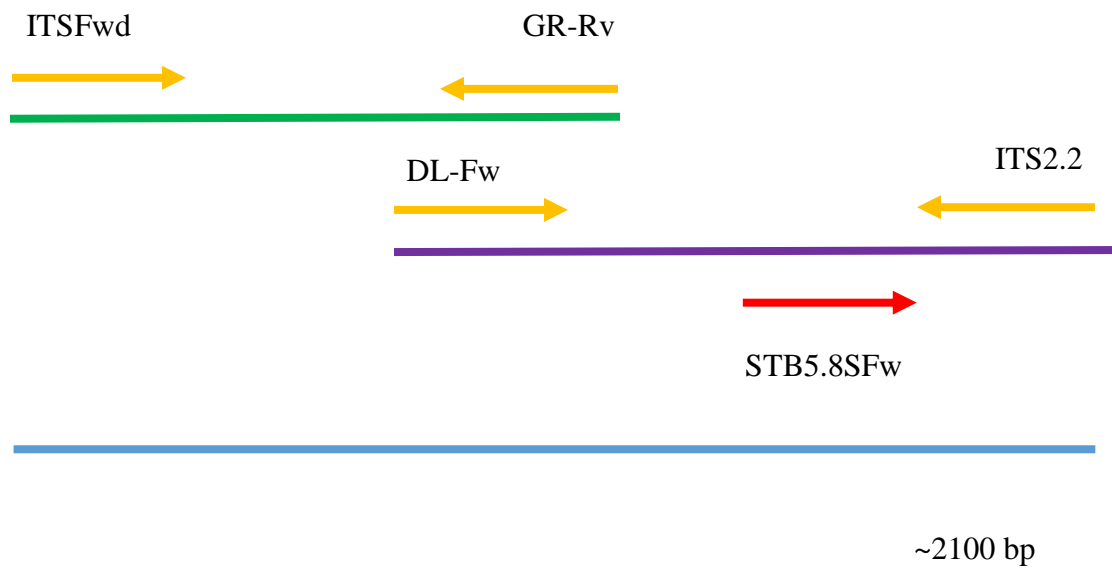 ITSFwd
GR-Rv
DL-Fw
ITS2.2
STB5.8SFw
~2100 bp